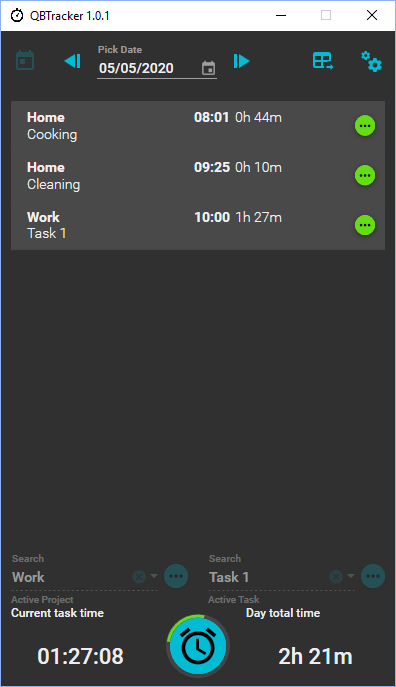 QBTracker 1.0.1
Pick Date
05/05/2020
Home 08:01 0h 44m
Cooking
Home 09:25 0h 10m
Cleaning
Work 10:00 1h 27m
Task 1
Search Search
Work Task 1
Active Project Active Task
Current task time Day total time
01:27:08 2h 21m